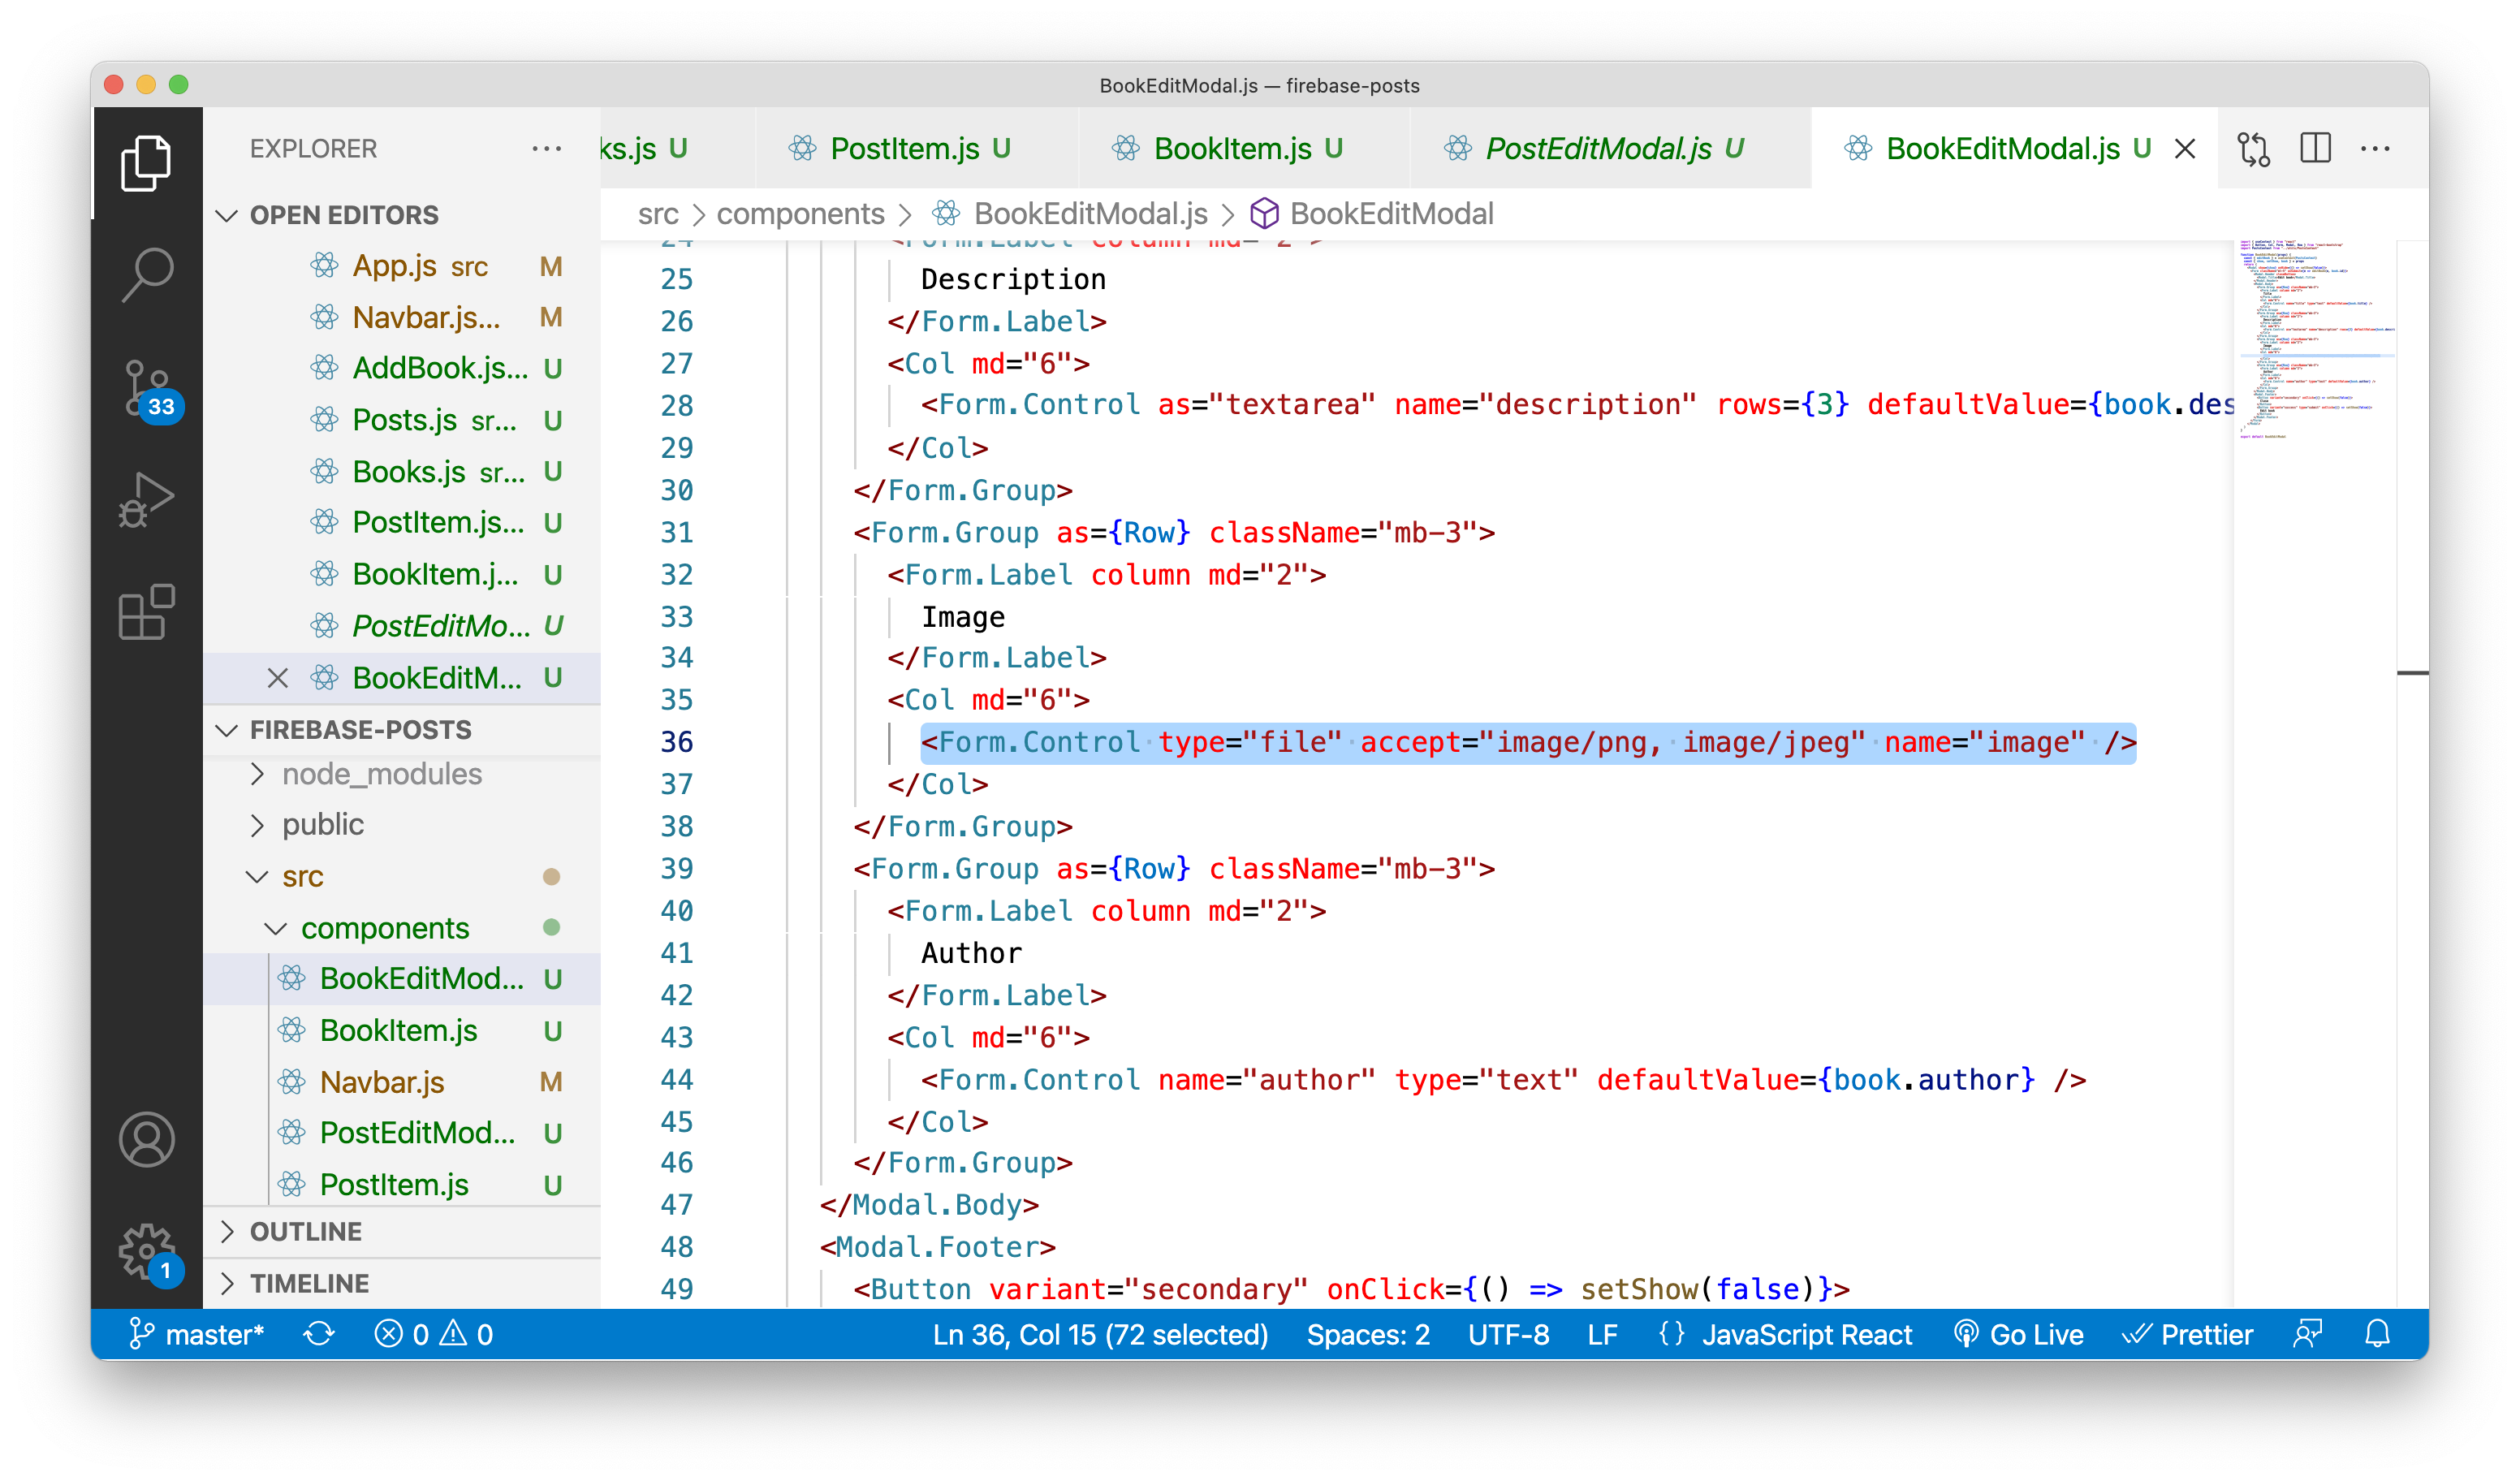 BookEditModal.js — firebase-posts
EXPLORER
ks.js U
PostItem.js U
BookItem.js U
PostEditModal.js U
BookEditModal.js U
OPEN EDITORS
App.js src M
Navbar.js... M
AddBook.js... U
Posts.js sr... U
Books.js sr... U
PostItem.js... U
BookItem.j... U
PostEditMo... U
BookEditM... U
FIREBASE-POSTS
node_modules
public
src
components
BookEditMod... U
BookItem.js U
Navbar.js M
PostEditMod... U
PostItem.js U
OUTLINE
TIMELINE
33
1
src > components > BookEditModal.js > BookEditModal
24 <Form.Label column md="2">
25 Description
26 </Form.Label>
27 <Col md="6">
28 <Form.Control as="textarea" name="description" rows={3} defaultValue={book.des
29 </Col>
30 </Form.Group>
31 <Form.Group as={Row} className="mb-3">
32 <Form.Label column md="2">
33 Image
34 </Form.Label>
35 <Col md="6">
36 <Form.Control type="file" accept="image/png, image/jpeg" name="image" />
37 </Col>
38 </Form.Group>
39 <Form.Group as={Row} className="mb-3">
40 <Form.Label column md="2">
41 Author
42 </Form.Label>
43 <Col md="6">
44 <Form.Control name="author" type="text" defaultValue={book.author} />
45 </Col>
46 </Form.Group>
47 </Modal.Body>
48 <Modal.Footer>
49 <Button variant="secondary" onClick={() => setShow(false)}>
master* 0 0 Ln 36, Col 15 (72 selected) Spaces: 2 UTF-8 LF {} JavaScript React Go Live Prettier